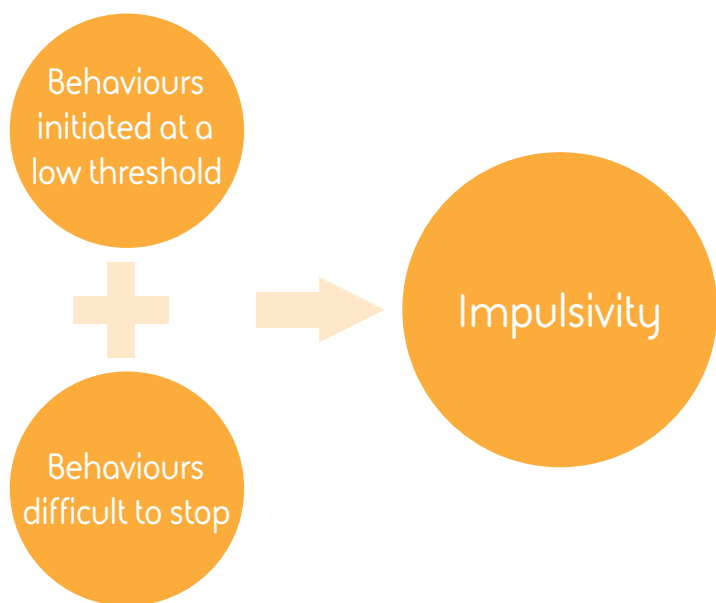 Behaviours
initiated at a
low threshold
Impulsivity
Behaviours
difficult to stop